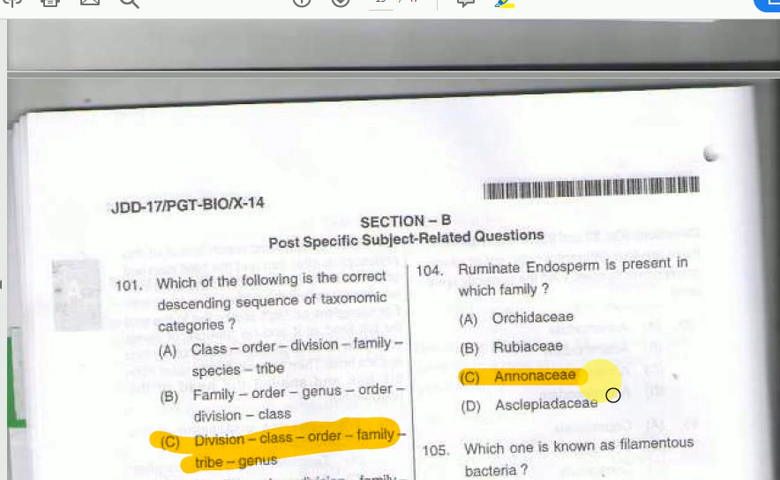 JDD-17/PGT-BIO/X-14
SECTION – B
Post Specific Subject-Related Questions
101. Which of the following is the correct
descending sequence of taxonomic
categories ?
(A) Class – order – division – family –
species – tribe
(B) Family – order – genus – order –
division – class
(C) Division – class – order – family –
tribe – genus
104. Ruminate Endosperm is present in
which family ?
(A) Orchidaceae
(B) Rubiaceae
(C) Annonaceae
(D) Asclepiadaceae
105. Which one is known as filamentous
bacteria ?